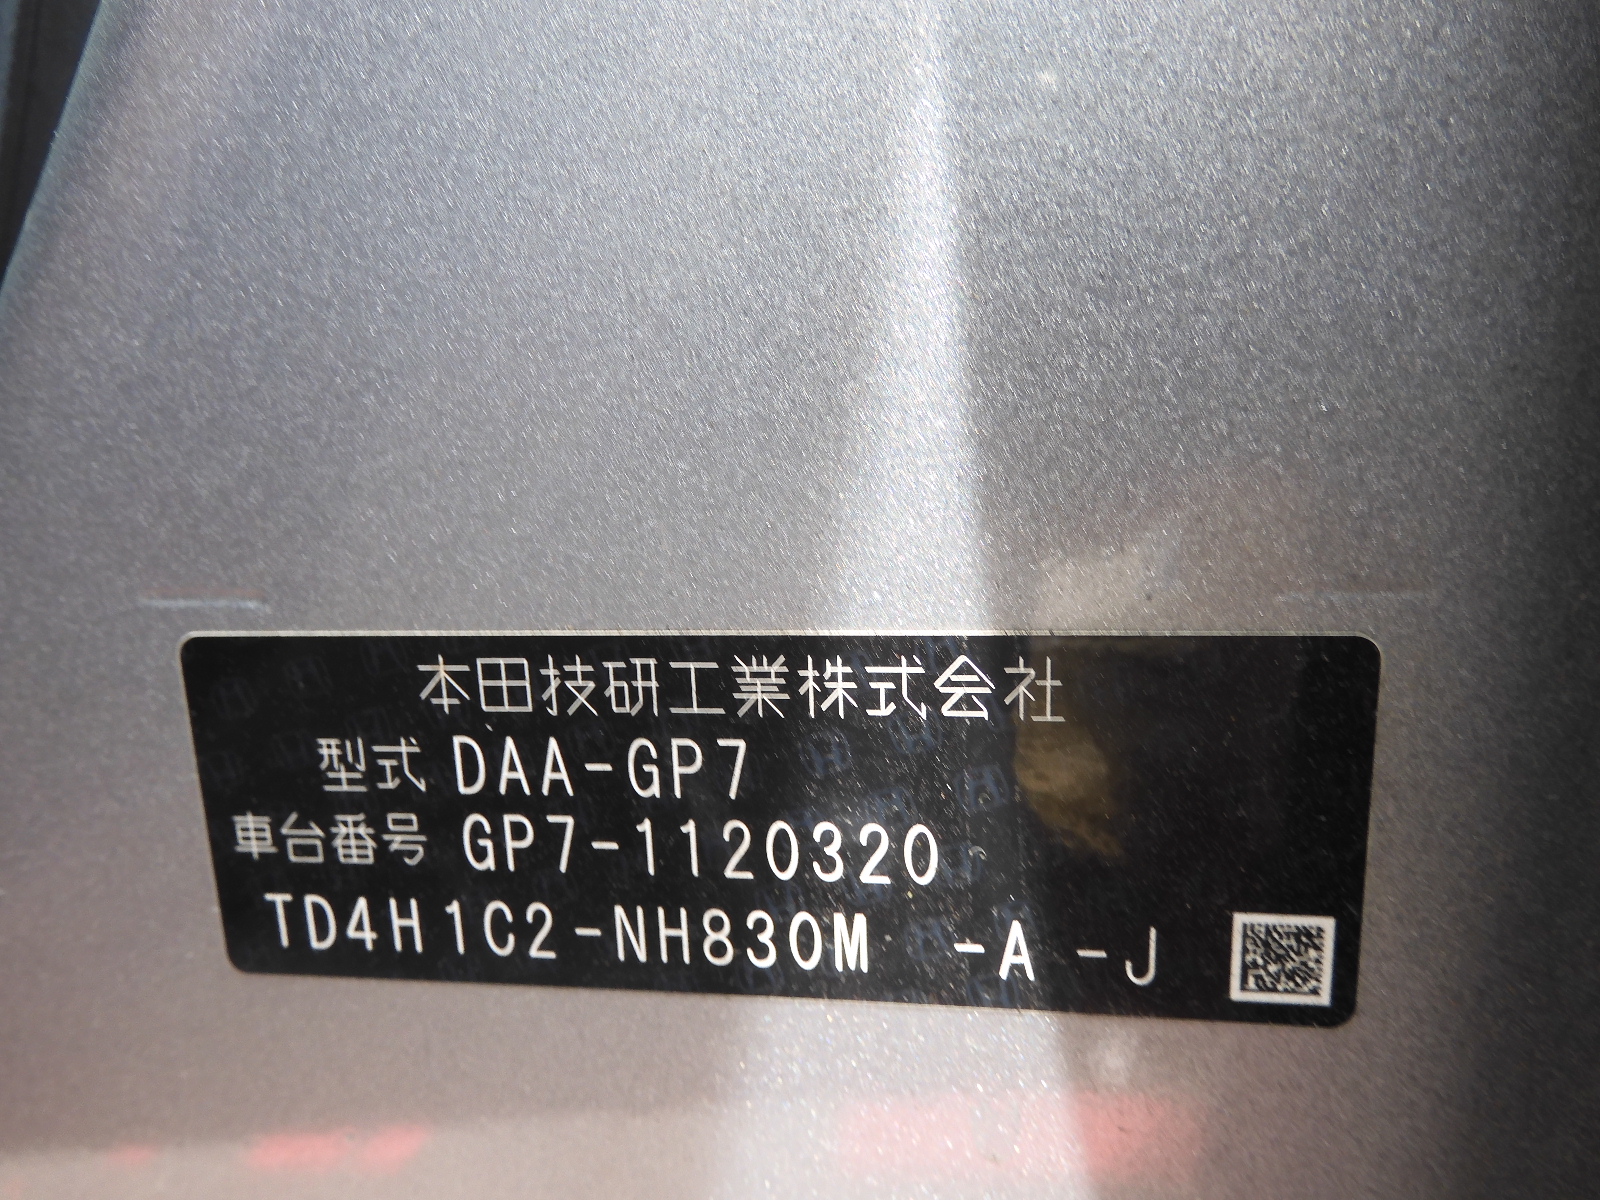 本田技研工業株式会社
型式 DAA-GP7
車台番号 GP7-1120320
TD4H1C2-NH830M -A -J